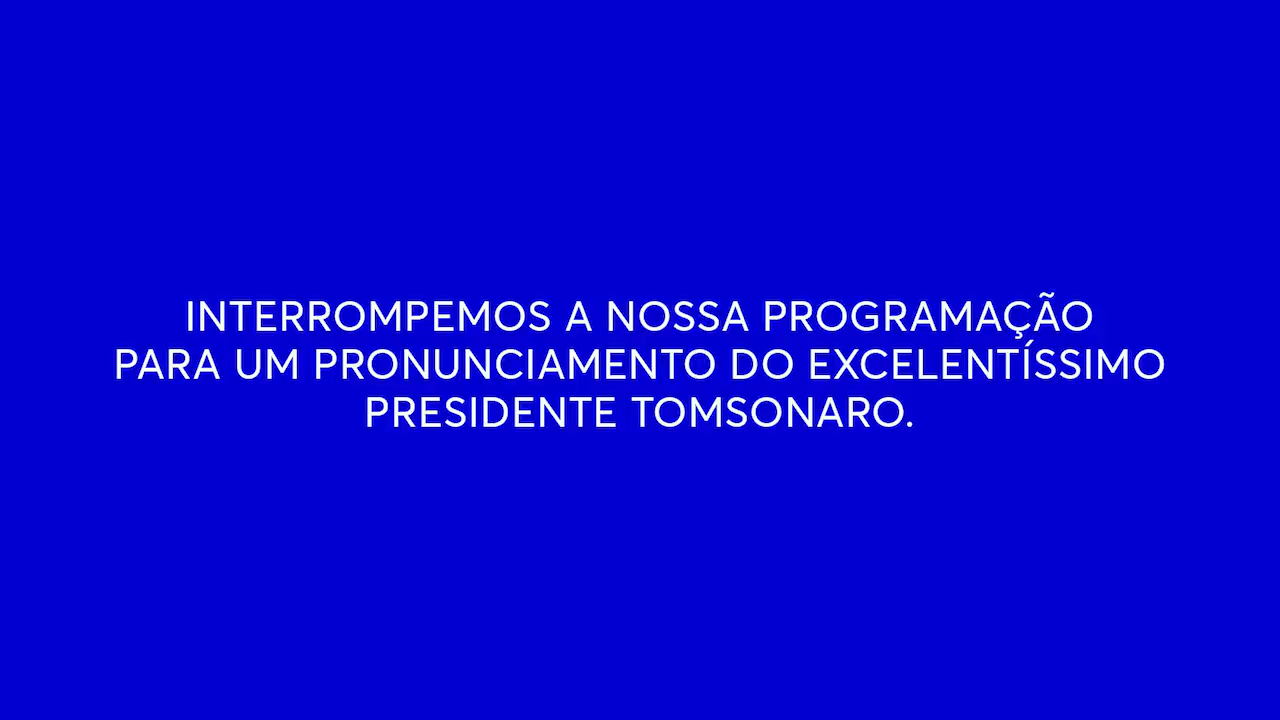 INTERROMPEMOS A NOSSA PROGRAMAÇÃO
PARA UM PRONUNCIAMENTO DO EXCELENTÍSSIMO
PRESIDENTE TOMSONARO.